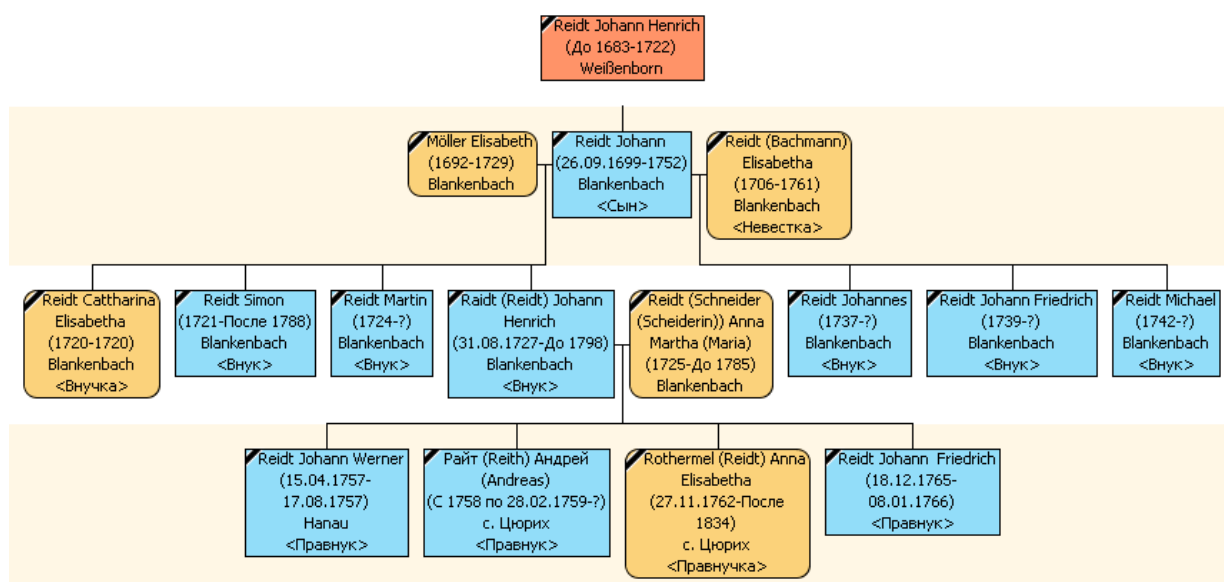 Reidt Johann Henrich
(До 1683-1722)
Weißenborn
Möller Elisabeth
(1692-1729)
Blankenbach
Reidt Johann
(26.09.1699-1752)
Blankenbach
<Сын>
Reidt (Bachmann)
Elisabetha
(1706-1761)
Blankenbach
<Невестка>
Reidt Cattharina
Elisabetha
(1720-1720)
Blankenbach
<Внучка>
Reidt Simon
(1721-После 1788)
Blankenbach
<Внук>
Reidt Martin
(1724-?)
Blankenbach
<Внук>
Raidt (Reidt) Johann
Henrich
(31.08.1727-До 1798)
Blankenbach
<Внук>
Reidt (Schneider
(Scheiderin)) Anna
Martha (Maria)
(1725-До 1785)
Blankenbach
Reidt Johannes
(1737-?)
Blankenbach
<Внук>
Reidt Johann Friedrich
(1739-?)
Blankenbach
<Внук>
Reidt Michael
(1742-?)
Blankenbach
<Внук>
Reidt Johann Werner
(15.04.1757-
17.08.1757)
Hanau
<Правнук>
Райт (Reith) Андрей
(Andreas)
(С 1758 по 28.02.1759-?)
с. Цюрих
<Правнук>
Rothermel (Reidt) Anna
Elisabetha
(27.11.1762-После
1834)
с. Цюрих
<Правнучка>
Reidt Johann  Friedrich
(18.12.1765-
08.01.1766)
<Правнук>